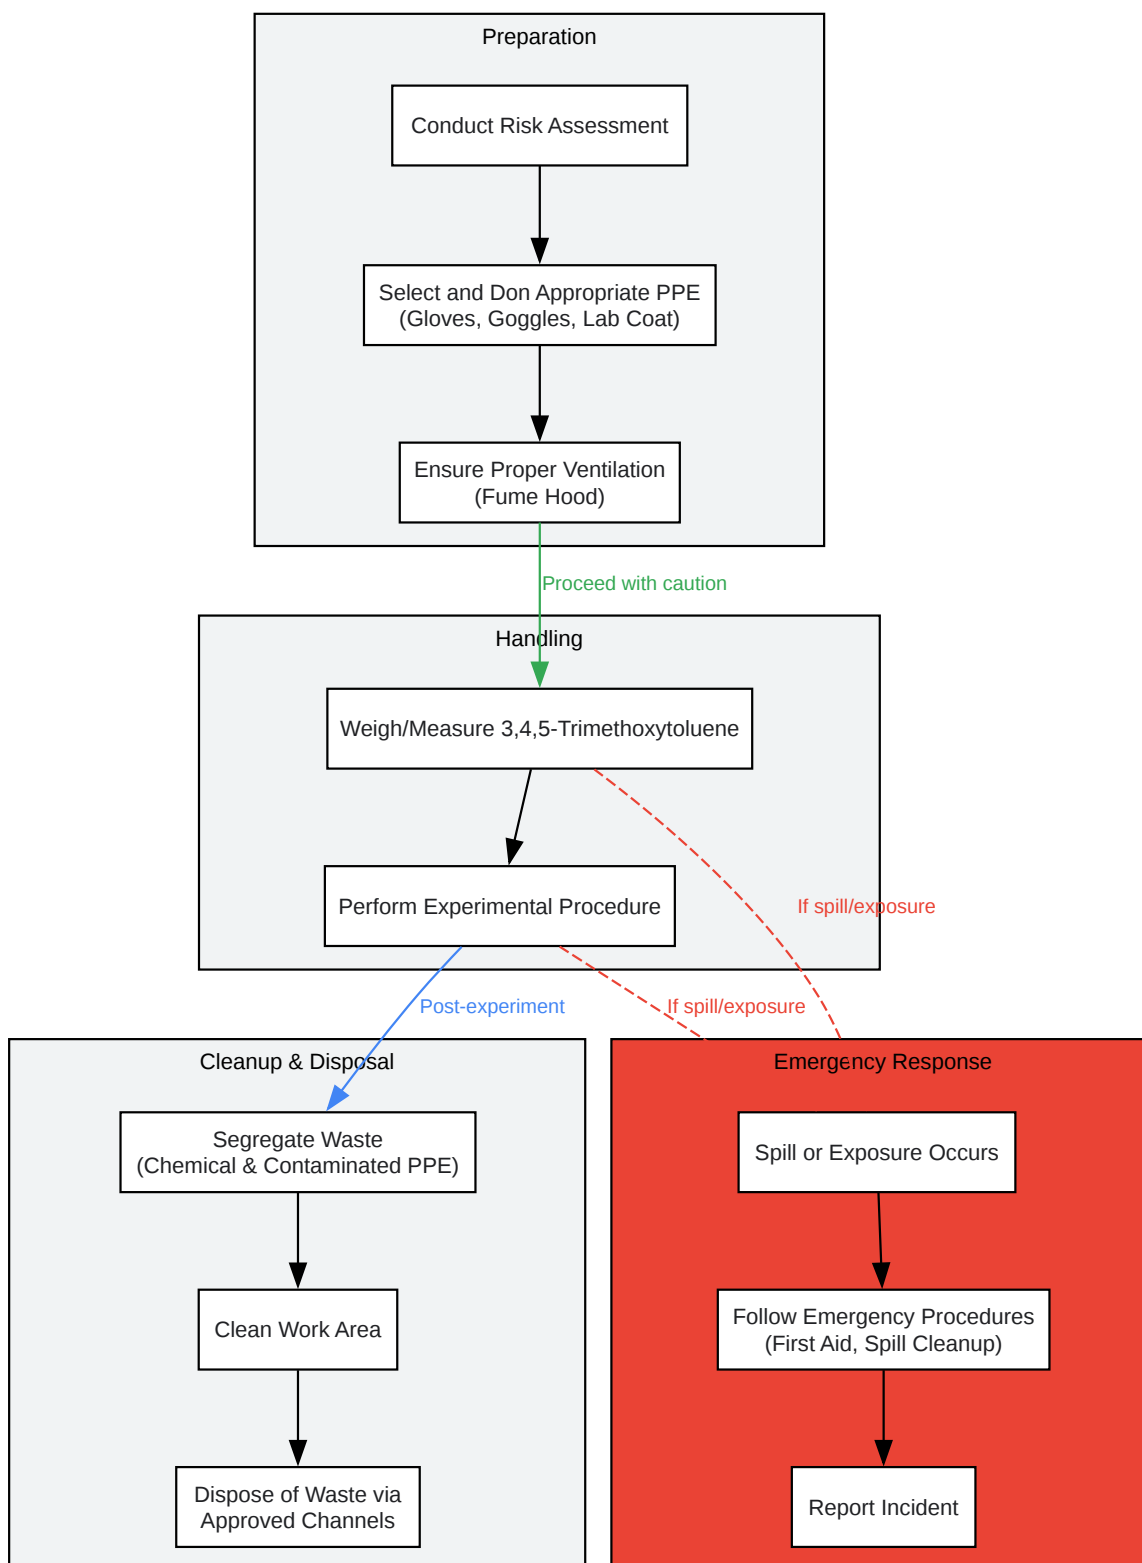 Preparation
Conduct Risk Assessment
Select and Don Appropriate PPE
(Gloves, Goggles, Lab Coat)
Ensure Proper Ventilation
(Fume Hood)
Proceed with caution
Handling
Weigh/Measure 3,4,5-Trimethoxytoluene
Perform Experimental Procedure
If spill/exposure
Post-experiment
If spill/exposure
Cleanup & Disposal
Segregate Waste
(Chemical & Contaminated PPE)
Clean Work Area
Dispose of Waste via
Approved Channels
Emergency Response
Spill or Exposure Occurs
Follow Emergency Procedures
(First Aid, Spill Cleanup)
Report Incident